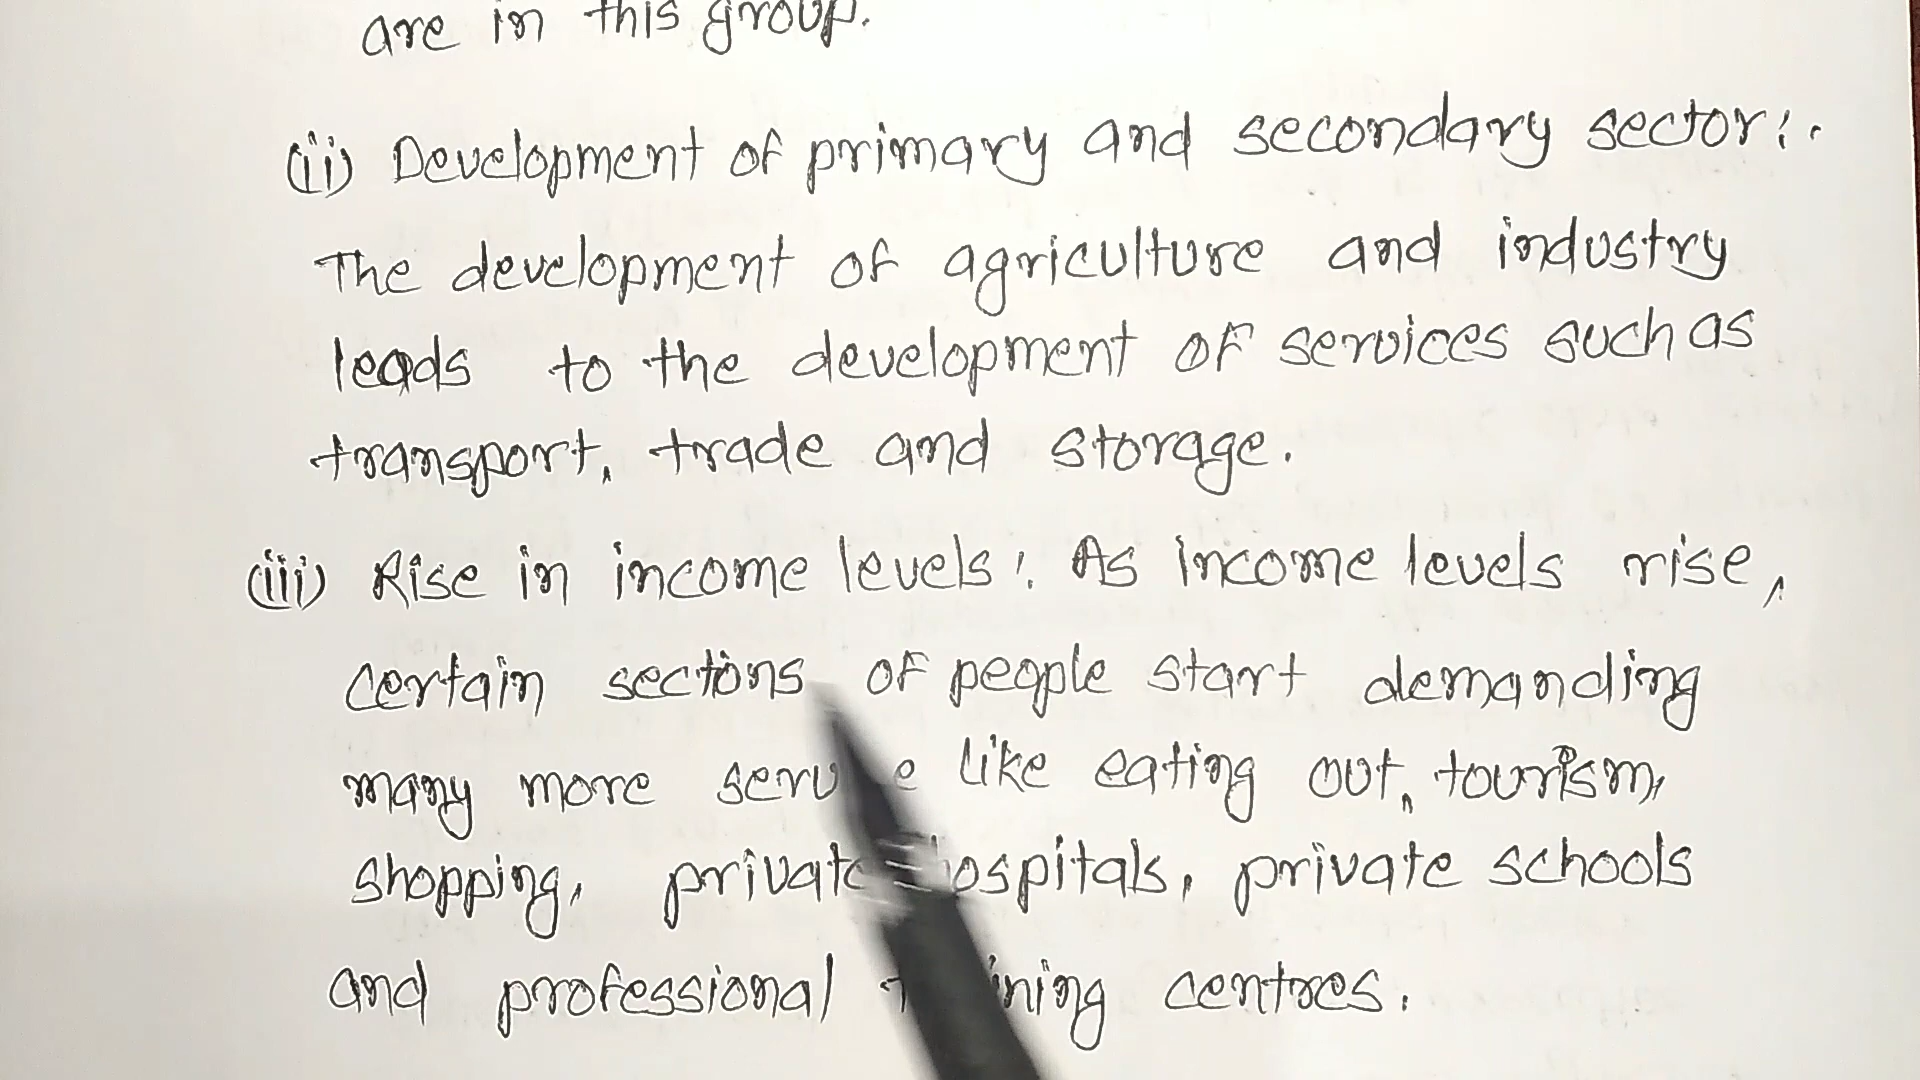 are in this group.
(ii) Development of primary and secondary sector:.
The development of agriculture and industry
leads to the development of services such as
transport, trade and storage.
(iii) Rise in income levels: As income levels rise,
certain sections of people start demanding
many more like eating out, tourism,
shopping, private hospitals, private schools
and professional centres.